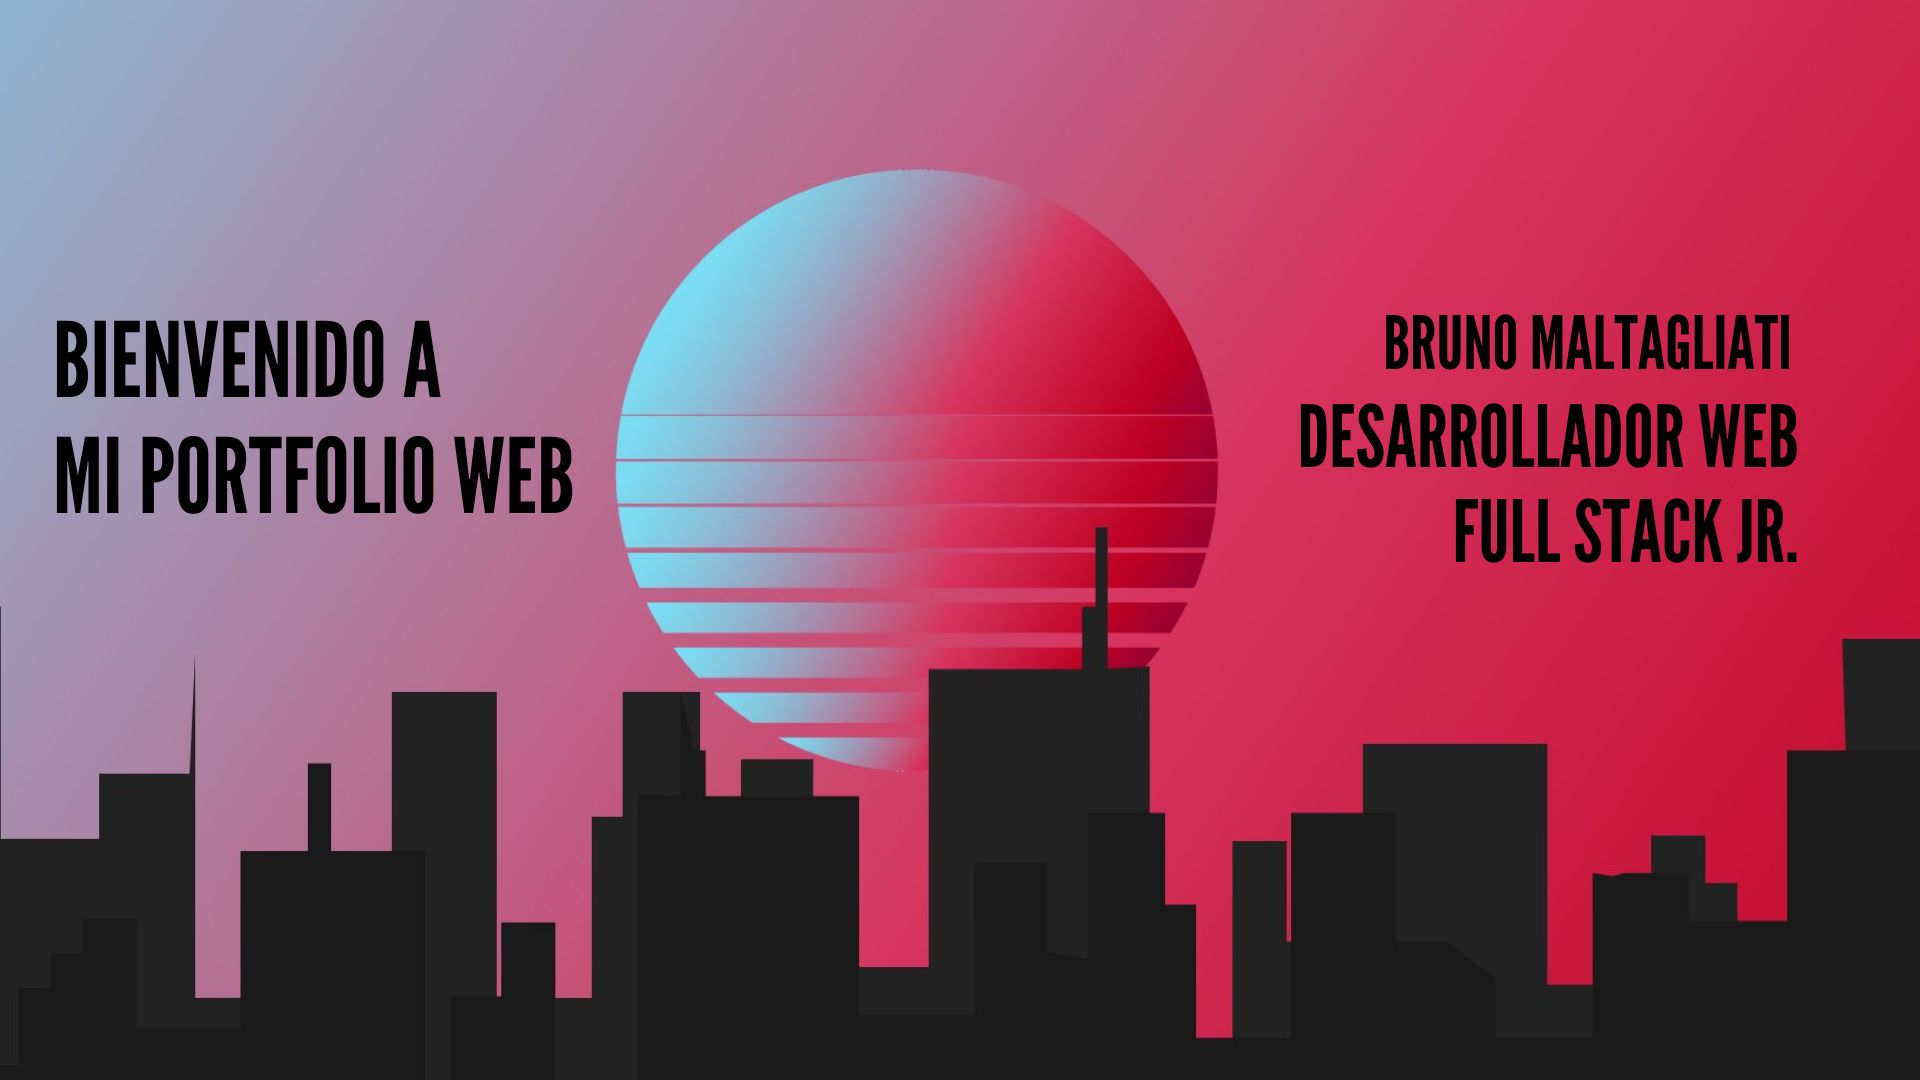 BIENVENIDO A
MI PORTFOLIO WEB
BRUNO MALTAGLIATI
DESARROLLADOR WEB
FULL STACK JR.